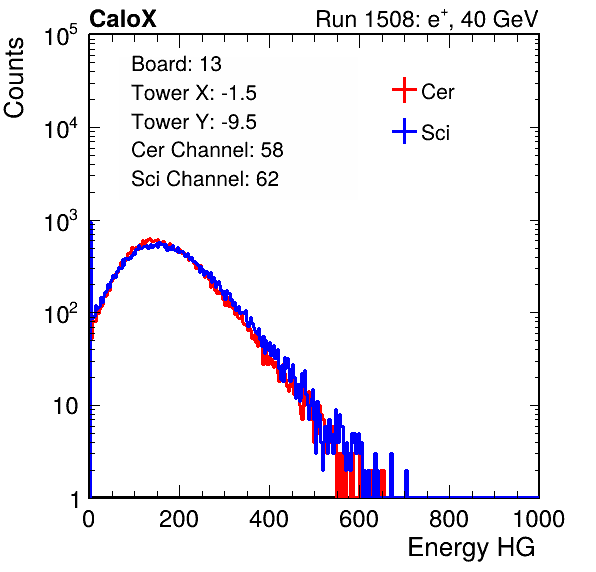 CaloX Run 1508: e⁺, 40 GeV
Counts
10⁵
10⁴
10³
10²
10
1
Board: 13
Tower X: -1.5
Tower Y: -9.5
Cer Channel: 58
Sci Channel: 62
Cer
Sci
0 200 400 600 800 1000
Energy HG